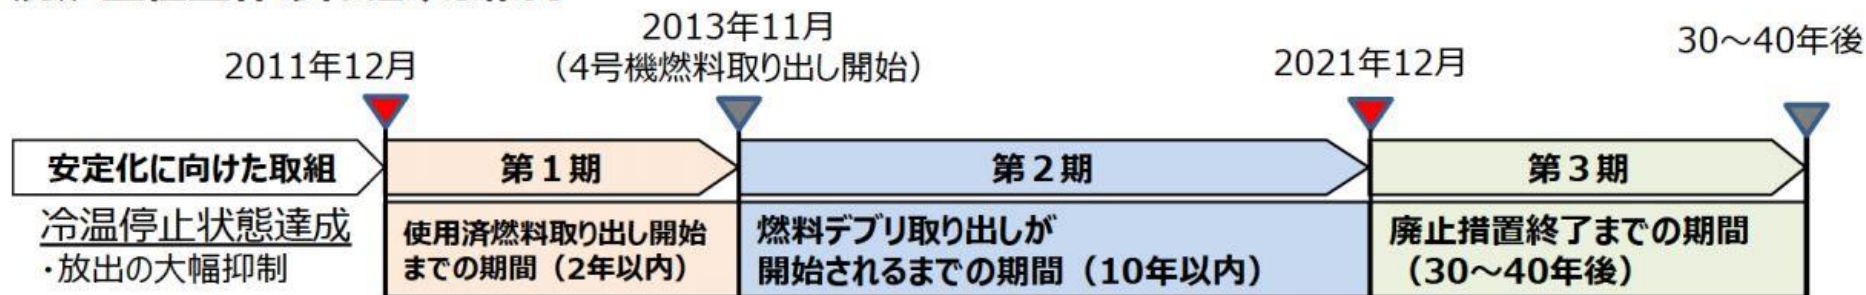 2011年12月
2013年11月
（4号機燃料取り出し開始）
2021年12月
30～40年後
安定化に向けた取組
第１期
第２期
第３期
冷温停止状態達成
・放出の大幅抑制
使用済燃料取り出し開始
までの期間（2年以内）
燃料デブリ取り出しが
開始されるまでの期間（10年以内）
廃止措置終了までの期間
（30～40年後）